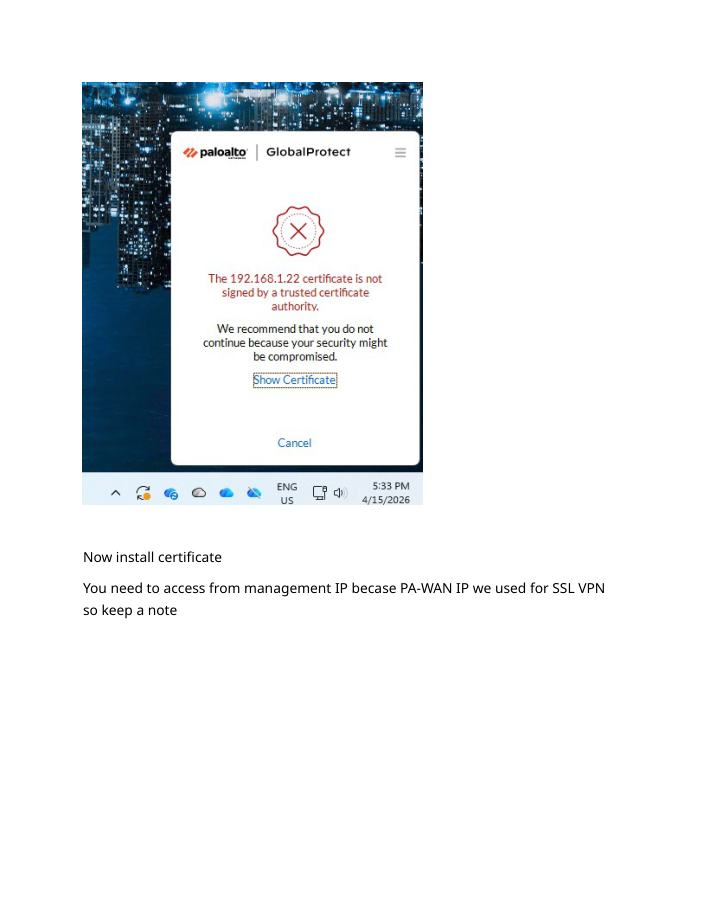 paloalto
NETWORKS
GlobalProtect
The 192.168.1.22 certificate is not
signed by a trusted certificate
authority.
We recommend that you do not
continue because your security might
be compromised.
Show Certificate
Cancel
ENG
US
5:33 PM
4/15/2026
Now install certificate
You need to access from management IP becase PA-WAN IP we used for SSL VPN
so keep a note